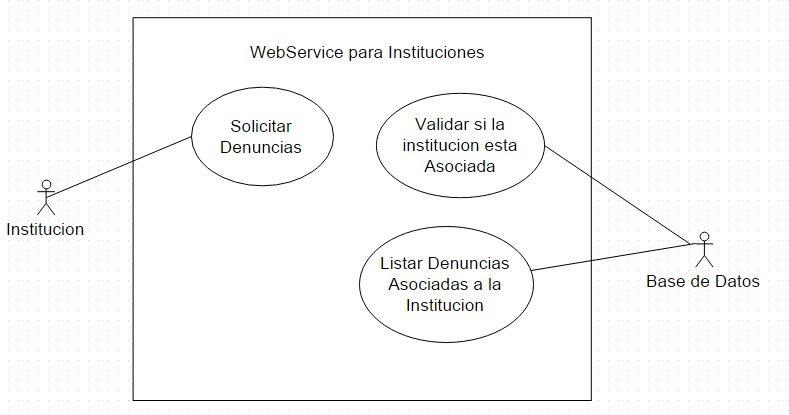 WebService para Instituciones
Solicitar
Denuncias
Validar si la
institucion esta
Asociada
Institucion
Listar Denuncias
Asociadas a la
Institucion
Base de Datos